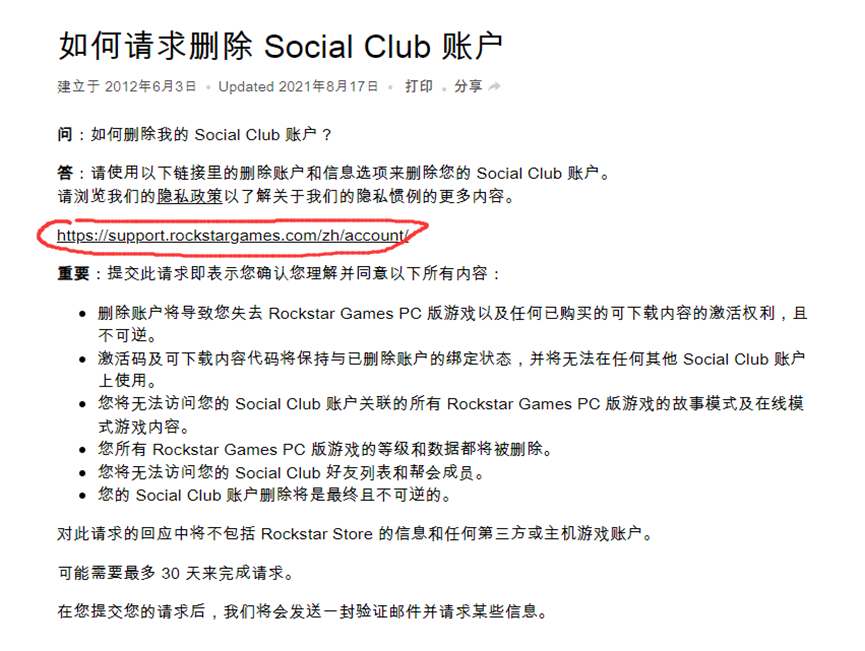 如何请求删除 Social Club 账户
建立于 2012年6月3日 • Updated 2021年8月17日 • 打印 • 分享
问：如何删除我的 Social Club 账户？
答：请使用以下链接里的删除账户和信息选项来删除您的 Social Club 账户。
请浏览我们的隐私政策以了解关于我们的隐私惯例的更多内容。
https://support.rockstargames.com/zh/account/
重要：提交此请求即表示您确认您理解并同意以下所有内容：
• 删除账户将导致您失去 Rockstar Games PC 版游戏以及任何已购买的可下载内容的激活权利，且
不可逆。
• 激活码及可下载内容代码将保持与已删除账户的绑定状态，并将无法在任何其他 Social Club 账户
上使用。
• 您将无法访问您的 Social Club 账户关联的所有 Rockstar Games PC 版游戏的故事模式及在线模
式游戏内容。
• 您所有 Rockstar Games PC 版游戏的等级和数据都将被删除。
• 您将无法访问您的 Social Club 好友列表和帮会成员。
• 您的 Social Club 账户删除将是最终且不可逆的。
对此请求的回应中将不包括 Rockstar Store 的信息和任何第三方或主机游戏账户。
可能需要最多 30 天来完成请求。
在您提交您的请求后，我们将会发送一封验证邮件并请求某些信息。